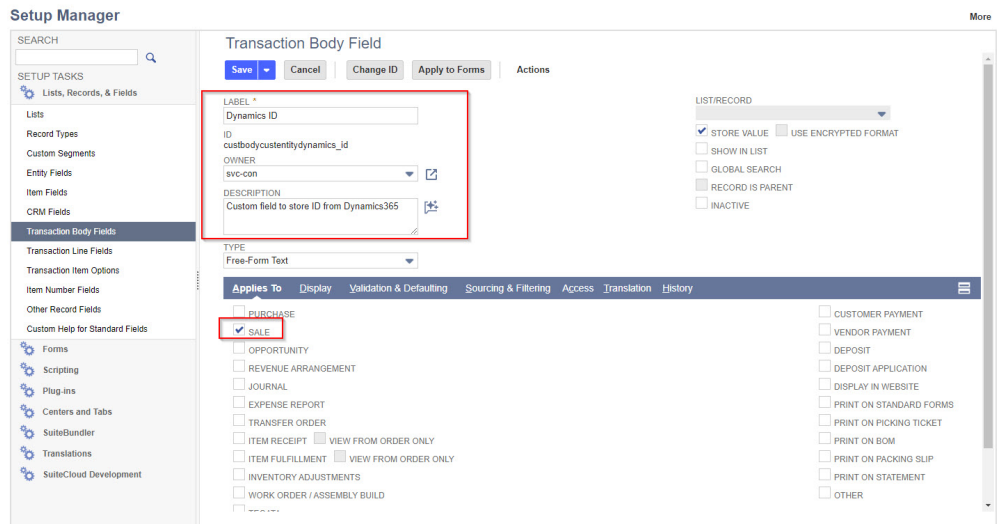 Setup Manager
More
SEARCH
SETUP TASKS
Lists, Records, & Fields
Lists
Record Types
Custom Segments
Entity Fields
Item Fields
CRM Fields
Transaction Body Fields
Transaction Line Fields
Transaction Item Options
Item Number Fields
Other Record Fields
Custom Help for Standard Fields
Forms
Scripting
Plug-ins
Centers and Tabs
SuiteBundler
Translations
SuiteCloud Development
Transaction Body Field
Save Cancel Change ID Apply to Forms Actions
LABEL *
Dynamics ID
ID
custbodycustentitydynamics_id
OWNER
svc-con
DESCRIPTION
Custom field to store ID from Dynamics365
TYPE
Free-Form Text
LIST/RECORD
STORE VALUE USE ENCRYPTED FORMAT
SHOW IN LIST
GLOBAL SEARCH
RECORD IS PARENT
INACTIVE
Applies To Display Validation & Defaulting Sourcing & Filtering Access Translation History
PURCHASE
SALE
OPPORTUNITY
REVENUE ARRANGEMENT
JOURNAL
EXPENSE REPORT
TRANSFER ORDER
ITEM RECEIPT VIEW FROM ORDER ONLY
ITEM FULFILLMENT VIEW FROM ORDER ONLY
INVENTORY ADJUSTMENTS
WORK ORDER / ASSEMBLY BUILD
CUSTOMER PAYMENT
VENDOR PAYMENT
DEPOSIT
DEPOSIT APPLICATION
DISPLAY IN WEBSITE
PRINT ON STANDARD FORMS
PRINT ON PICKING TICKET
PRINT ON BOM
PRINT ON PACKING SLIP
PRINT ON STATEMENT
OTHER